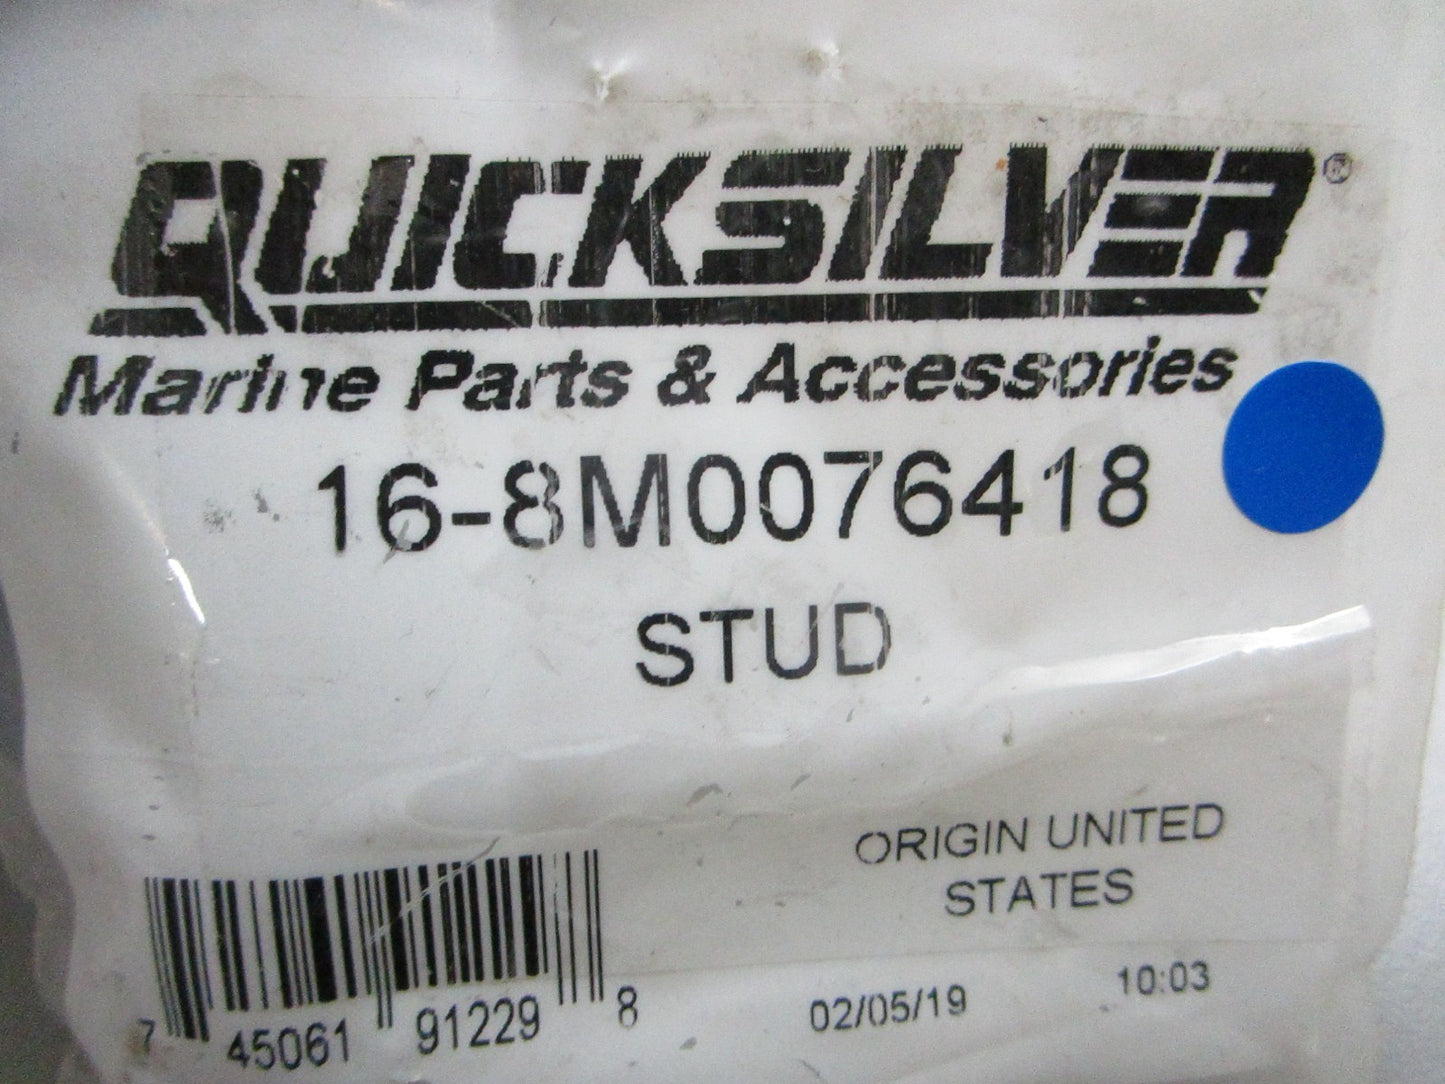 QUICKSILVER®
Marine Parts & Accessories
16-8M0076418
STUD
ORIGIN UNITED
STATES
7 45061 91229 8
02/05/19 10:03